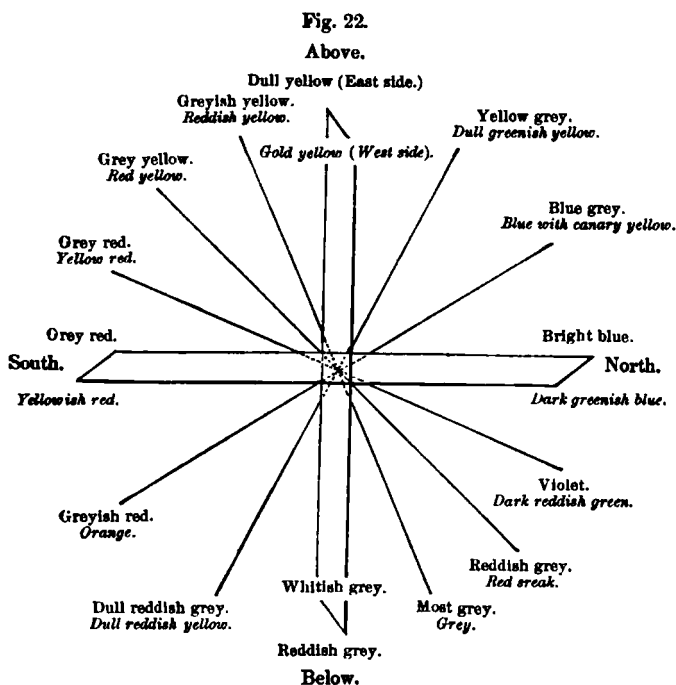 Fig. 22.
Above.
Dull yellow (East side.)
Greyish yellow.
Reddish yellow.
Yellow grey.
Dull greenish yellow.
Gold yellow (West side).
Grey yellow.
Red yellow.
Blue grey.
Blue with canary yellow.
Grey red.
Yellow red.
Grey red.
Bright blue.
South.
North.
Yellowish red.
Dark greenish blue.
Violet.
Dark reddish green.
Greyish red.
Orange.
Reddish grey.
Red sreak.
Whitish grey.
Dull reddish grey.
Dull reddish yellow.
Most grey.
Grey.
Reddish grey.
Below.